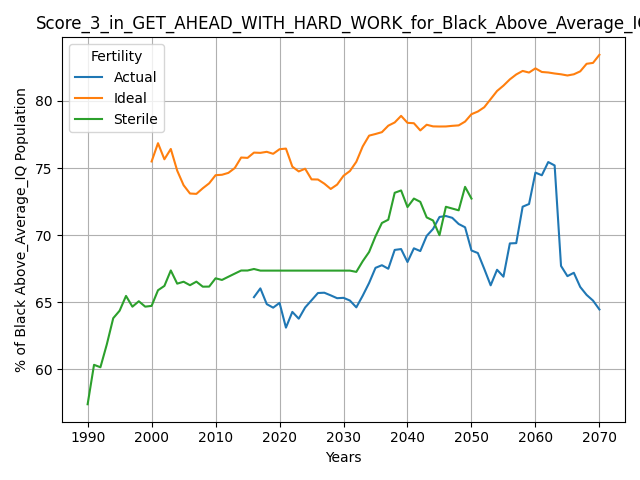 Score_3_in_GET_AHEAD_WITH_HARD_WORK_for_Black_Above_Average_IQ
Fertility
Actual
Ideal
Sterile
% of Black Above_Average_IQ Population
80
75
70
65
60
1990 2000 2010 2020 2030 2040 2050 2060 2070
Years